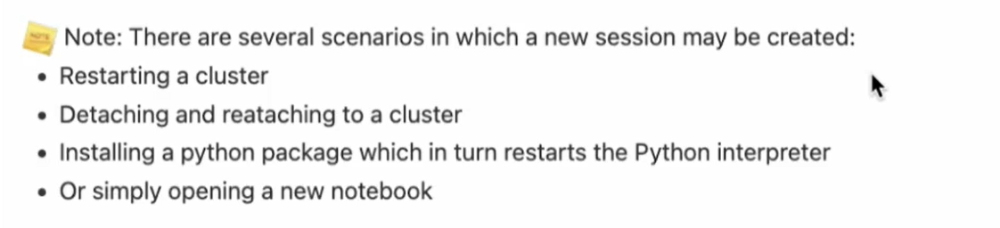 Note: There are several scenarios in which a new session may be created:
• Restarting a cluster
• Detaching and reataching to a cluster
• Installing a python package which in turn restarts the Python interpreter
• Or simply opening a new notebook